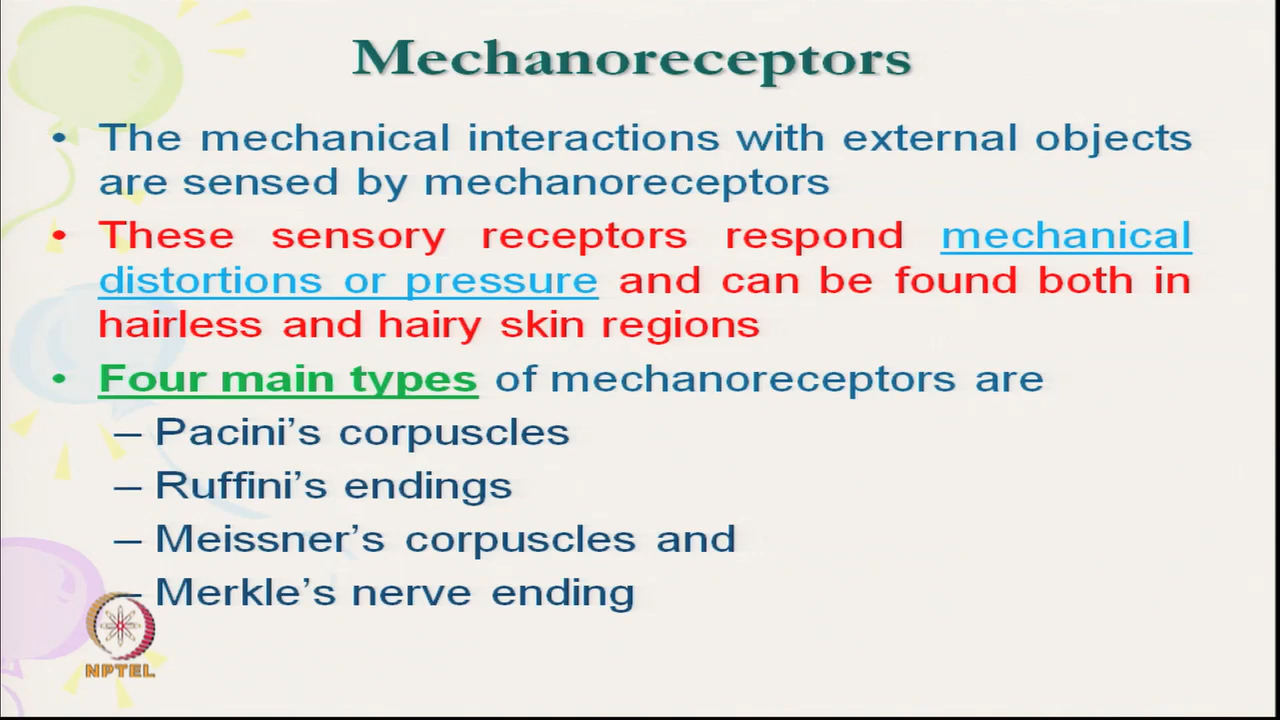 Mechanoreceptors
• The mechanical interactions with external objects
are sensed by mechanoreceptors
• These sensory receptors respond mechanical
distortions or pressure and can be found both in
hairless and hairy skin regions
• Four main types of mechanoreceptors are
– Pacini’s corpuscles
– Ruffini’s endings
– Meissner’s corpuscles and
– Merkle’s nerve ending
NPTEL